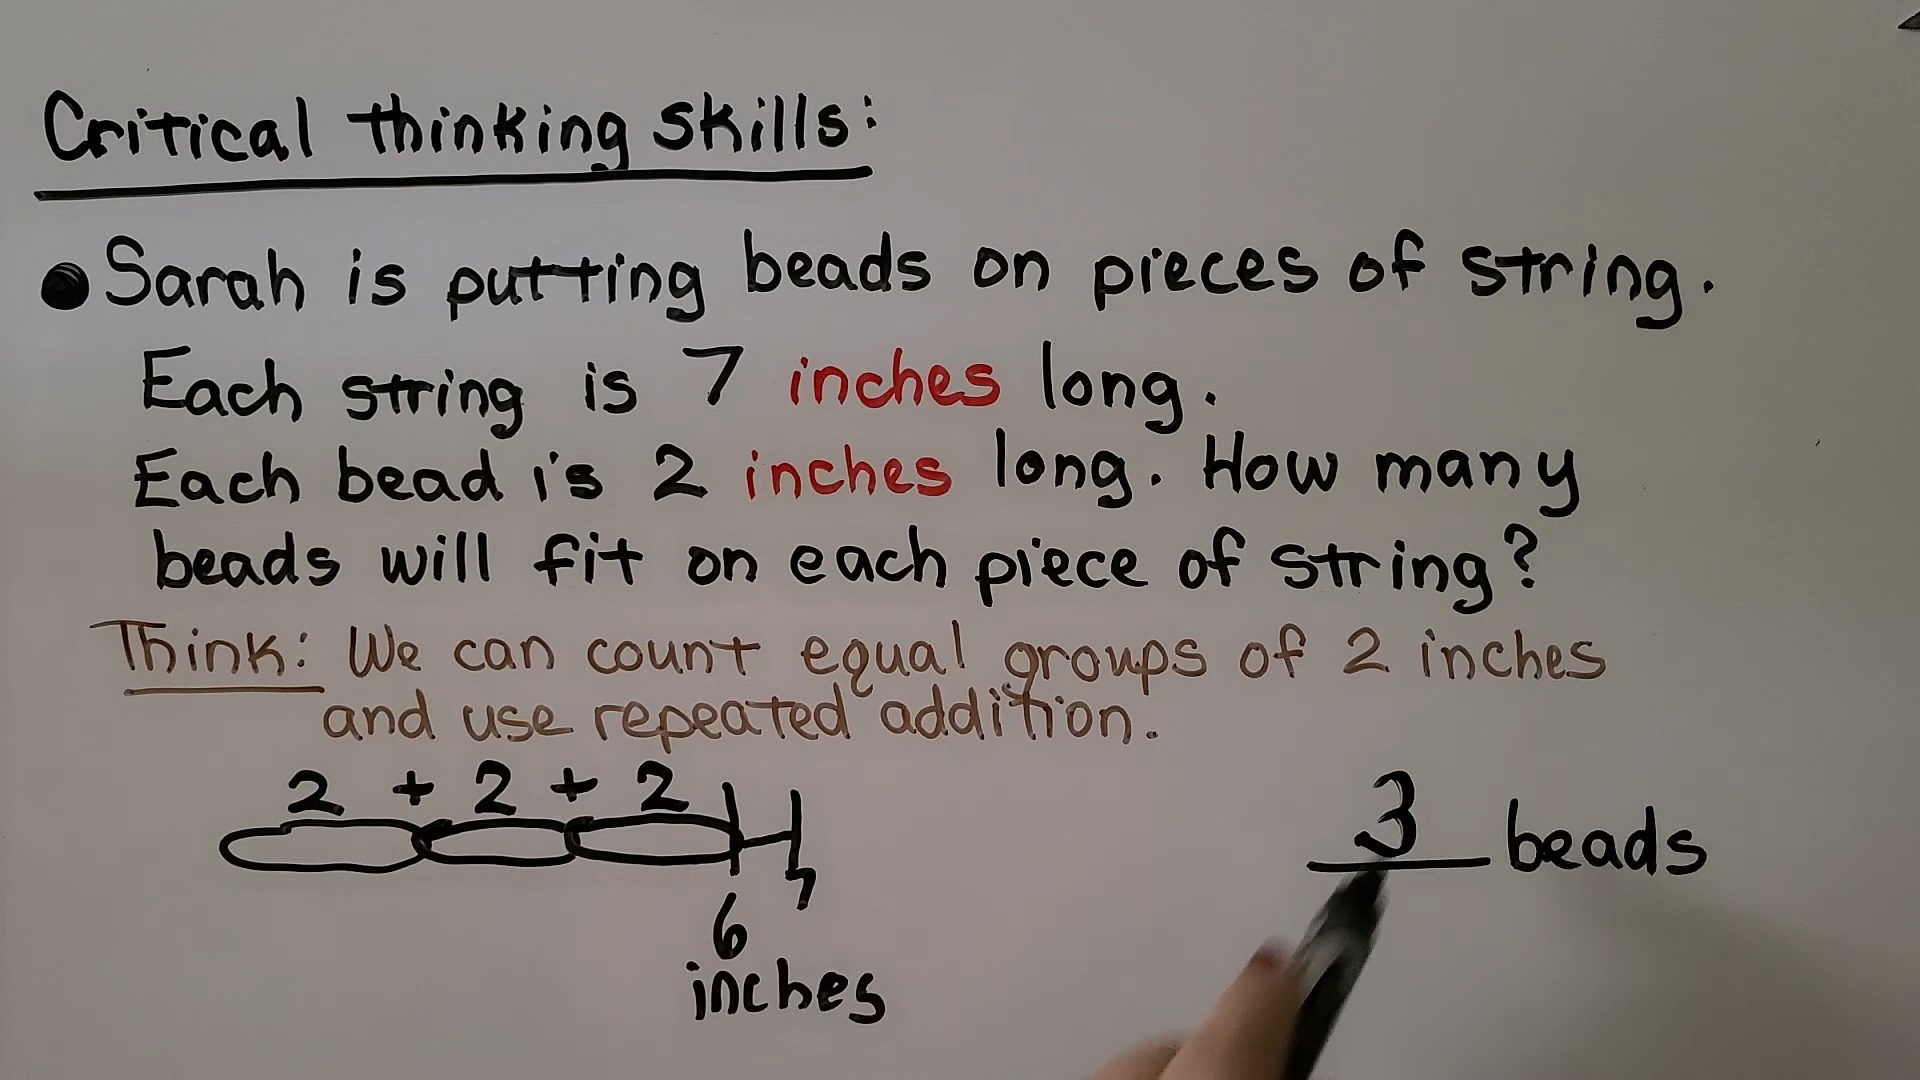 Critical thinking skills:
Sarah is putting beads on pieces of string.
Each string is 7 inches long.
Each bead is 2 inches long. How many
beads will fit on each piece of string?
Think: We can count equal groups of 2 inches
and use repeated addition.
2 + 2 + 2
3 beads
7
6
inches